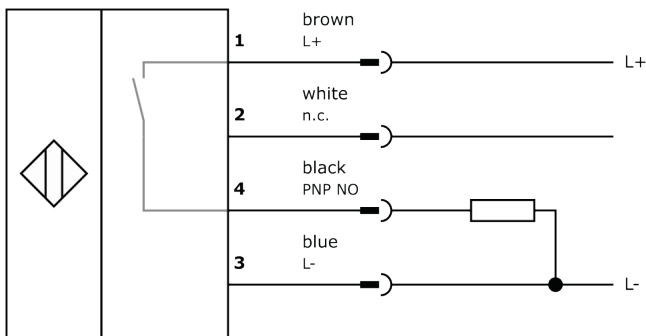 brown
1
L+
L+
white
2
n.c.
black
4
PNP NO
blue
3
L-
L-